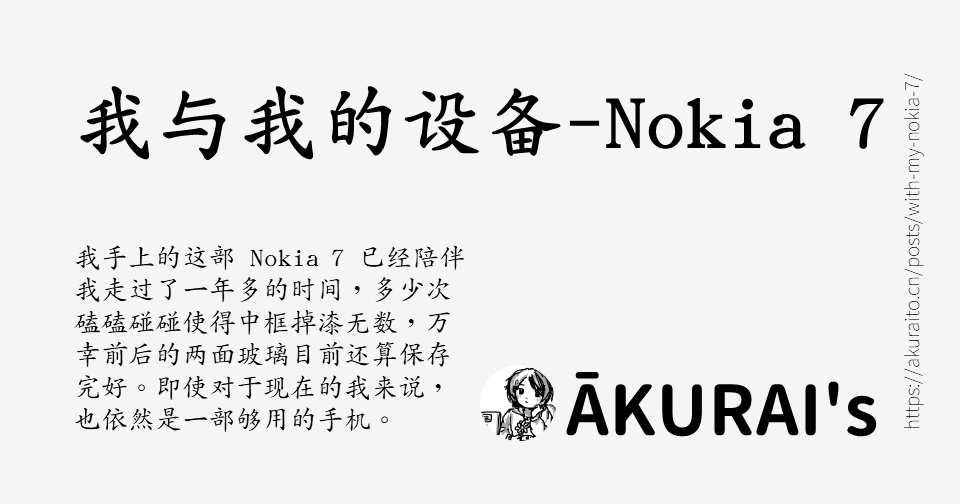 我与我的设备-Nokia 7
我手上的这部 Nokia 7 已经陪伴
我走过了一年多的时间，多少次
磕磕碰碰使得中框掉漆无数，万
幸前后的两面玻璃目前还算保存
完好。即使对于现在的我来说，
也依然是一部够用的手机。
ĀKURAI's
https://akuraito.cn/posts/with-my-nokia-7/